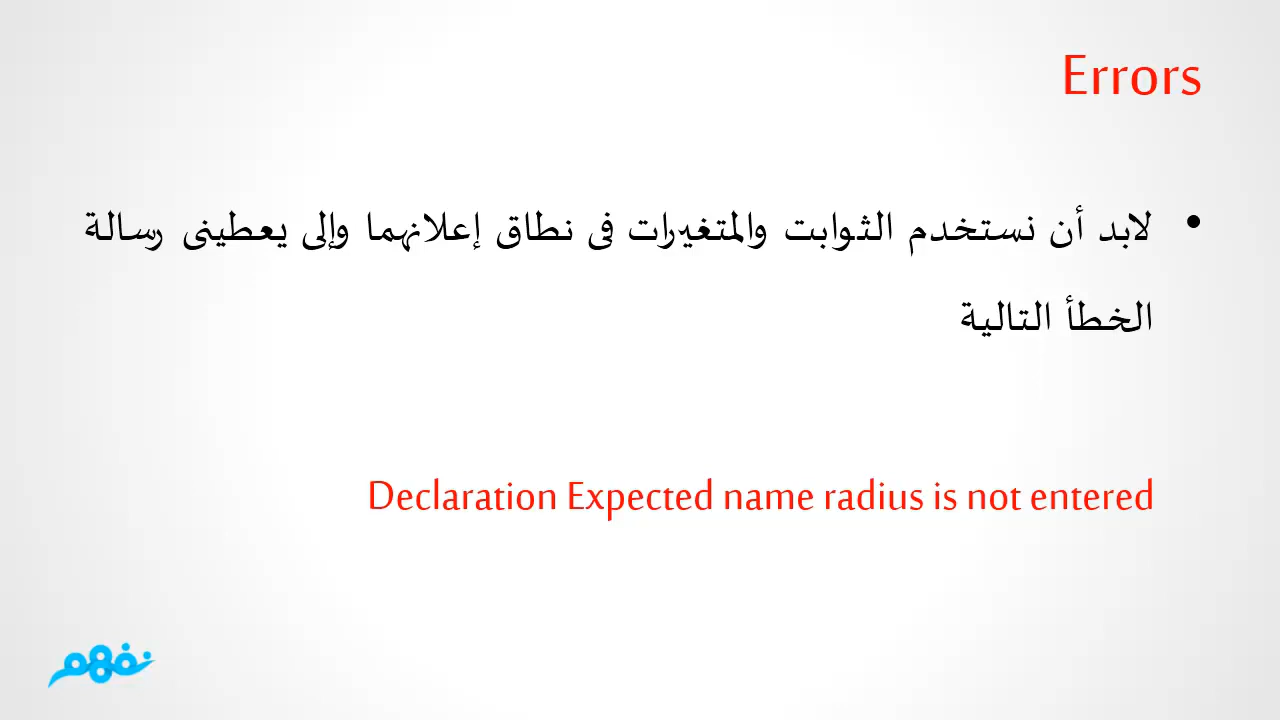 Errors
• لابد أن نستخدم الثوابت والمتغيرات فى نطاق إعلانهما وإلى يعطينى رسالة
الخطأ التالية
Declaration Expected name radius is not entered
نفهم